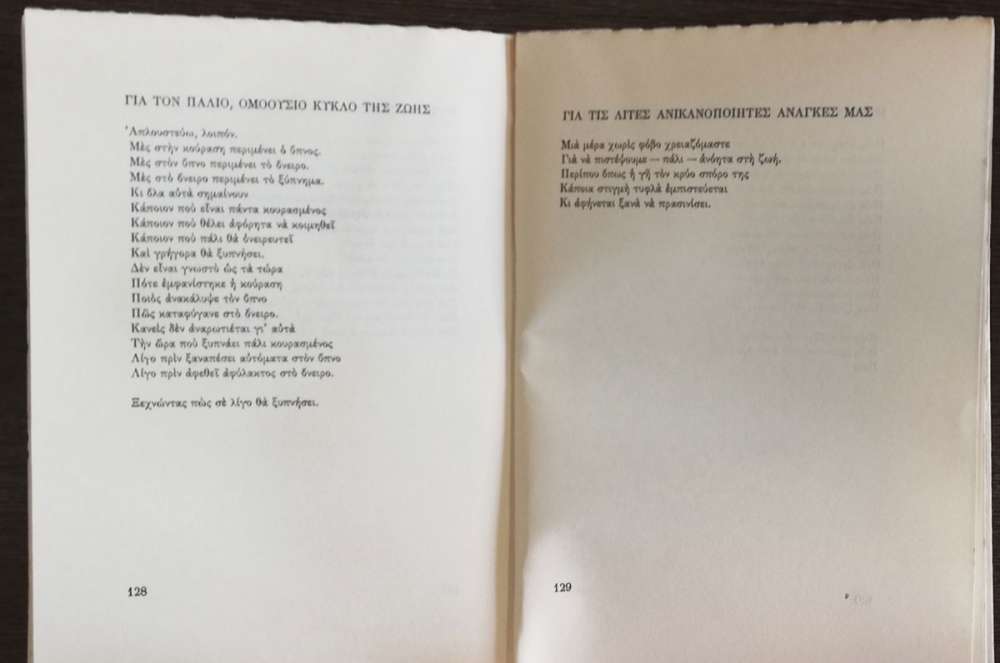 ΓΙΑ ΤΟΝ ΠΑΛΙΟ, ΟΜΟΟΥΣΙΟ ΚΥΚΛΟ ΤΗΣ ΖΩΗΣ
Ἁπλουστεύω, λοιπόν.
Μὲς στὴν κούραση περιμένει ὁ ὕπνος.
Μὲς στὸν ὕπνο περιμένει τὸ ὄνειρο.
Μὲς στὸ ὄνειρο περιμένει τὸ ξύπνημα.
Κι ὅλα αὐτὰ σημαίνουν
Κάποιον ποὺ εἶναι πάντα κουρασμένος
Κάποιον ποὺ θέλει ἀφόρητα νὰ κοιμηθεῖ
Κάποιον ποὺ πάλι θὰ ὀνειρευτεῖ
Καὶ γρήγορα θὰ ξυπνήσει.
Δὲν εἶναι γνωστὸ ὡς τὰ τώρα
Πότε ἐμφανίστηκε ἡ κούραση
Ποιὸς ἀνακάλυψε τὸν ὕπνο
Πῶς καταφύγανε στὸ ὄνειρο.
Κανεὶς δὲν ἀναρωτιέται γι' αὐτὰ
Τὴν ὥρα ποὺ ξυπνάει πάλι κουρασμένος
Λίγο πρὶν ξαναπέσει αὐτόματα στὸν ὕπνο
Λίγο πρὶν ἀφεθεῖ ἀφύλακτος στὸ ὄνειρο.
Ξεχνώντας πὼς σὲ λίγο θὰ ξυπνήσει.
128
ΓΙΑ ΤΙΣ ΛΙΤΕΣ ΑΝΙΚΑΝΟΠΟΙΗΤΕΣ ΑΝΑΓΚΕΣ ΜΑΣ
Μιὰ μέρα χωρὶς φόβο χρειαζόμαστε
Γιὰ νὰ πιστέψουμε — πάλι — ἀνόητα στὴ ζωή.
Περίπου ὅπως ἡ γῆ τὸν κρύο σπόρο της
Κάποια στιγμὴ τυφλὰ ἐμπιστεύεται
Κι ἀφήνεται ξανὰ νὰ πρασινίσει.
129